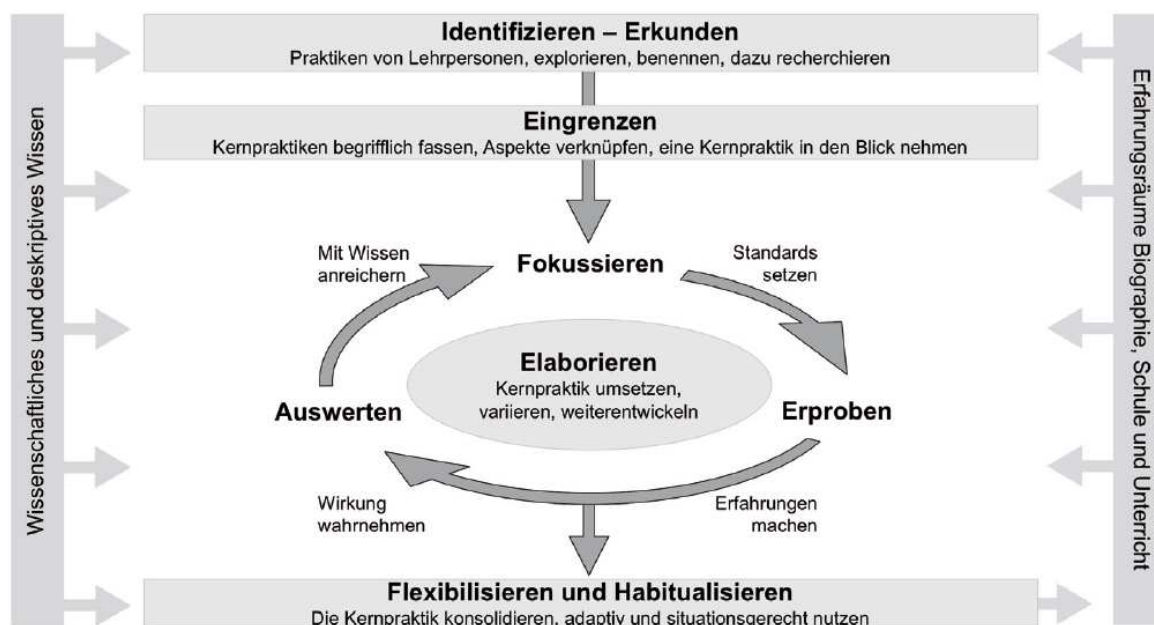 Identifizieren – Erkunden
Praktiken von Lehrpersonen, explorieren, benennen, dazu recherchieren
Eingrenzen
Kernpraktiken begrifflich fassen, Aspekte verknüpfen, eine Kernpraktik in den Blick nehmen
Wissenschaftliches und deskriptives Wissen
Erfahrungsräume Biographie, Schule und Unterricht
Mit Wissen
anreichern
Fokussieren
Standards
setzen
Elaborieren
Kernpraktik umsetzen,
variieren, weiterentwickeln
Auswerten
Erproben
Wirkung
wahrnehmen
Erfahrungen
machen
Flexibilisieren und Habitualisieren
Die Kernpraktik konsolidieren, adaptiv und situationsgerecht nutzen